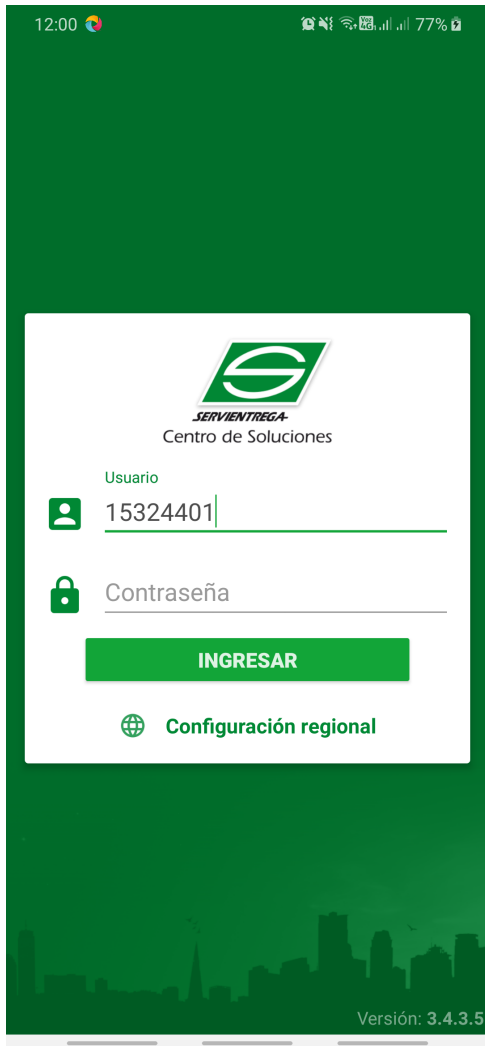 12:00 77%
SERVIENTREGA
Centro de Soluciones
Usuario
15324401
Contraseña
INGRESAR
Configuración regional
Versión: 3.4.3.5